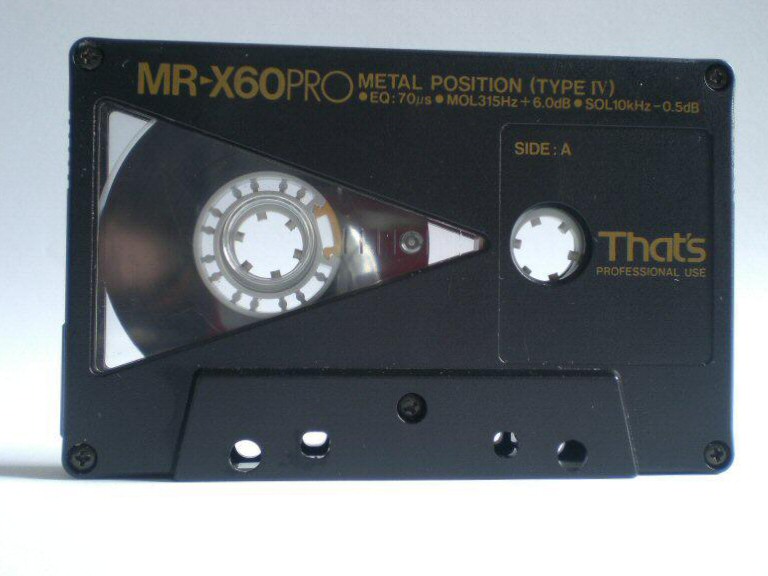 MR▸X60PRO METAL POSITION (TYPE IV)
●EQ:70µs ●MOL315Hz+6.0dB ●SOL10kHz-0.5dB
SIDE:A
That's
PROFESSIONAL USE